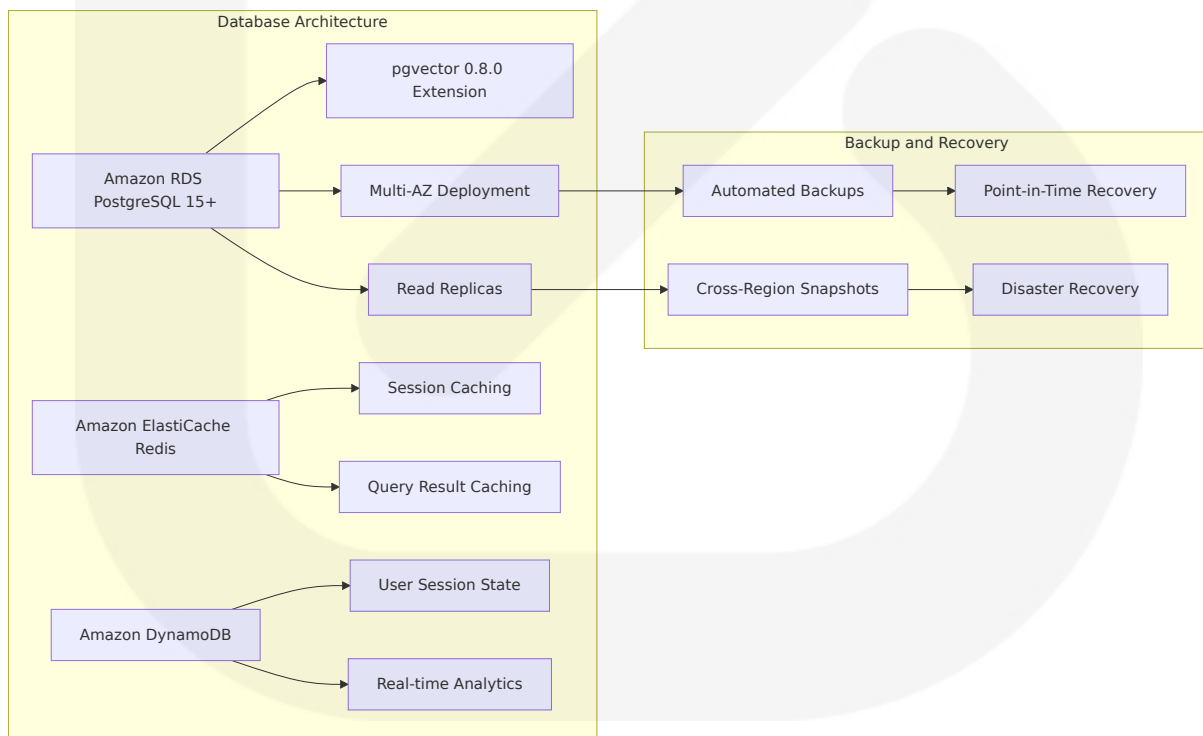 Database Architecture
pgvector 0.8.0
Extension
Amazon RDS
PostgreSQL 15+
Multi-AZ Deployment
Read Replicas
Amazon ElastiCache
Redis
Session Caching
Query Result Caching
Amazon DynamoDB
User Session State
Real-time Analytics
Backup and Recovery
Automated Backups
Point-in-Time Recovery
Cross-Region Snapshots
Disaster Recovery